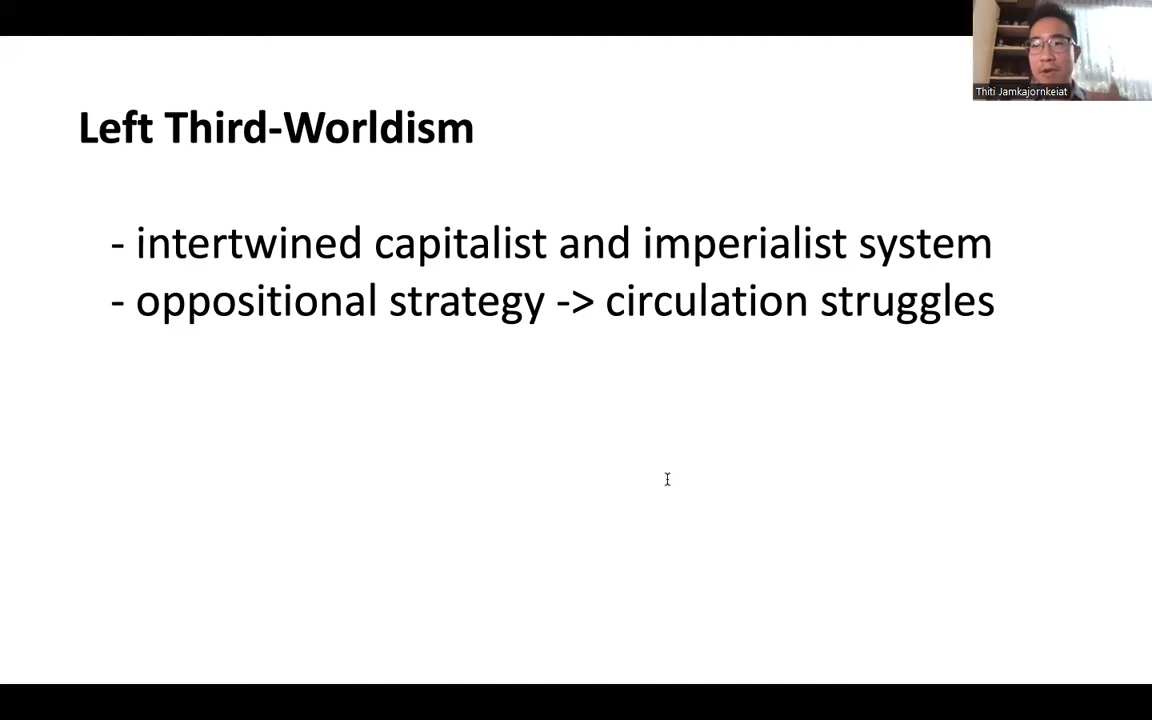 Thiti Jamkajornkeiat
Left Third-Worldism
- intertwined capitalist and imperialist system
- oppositional strategy -> circulation struggles